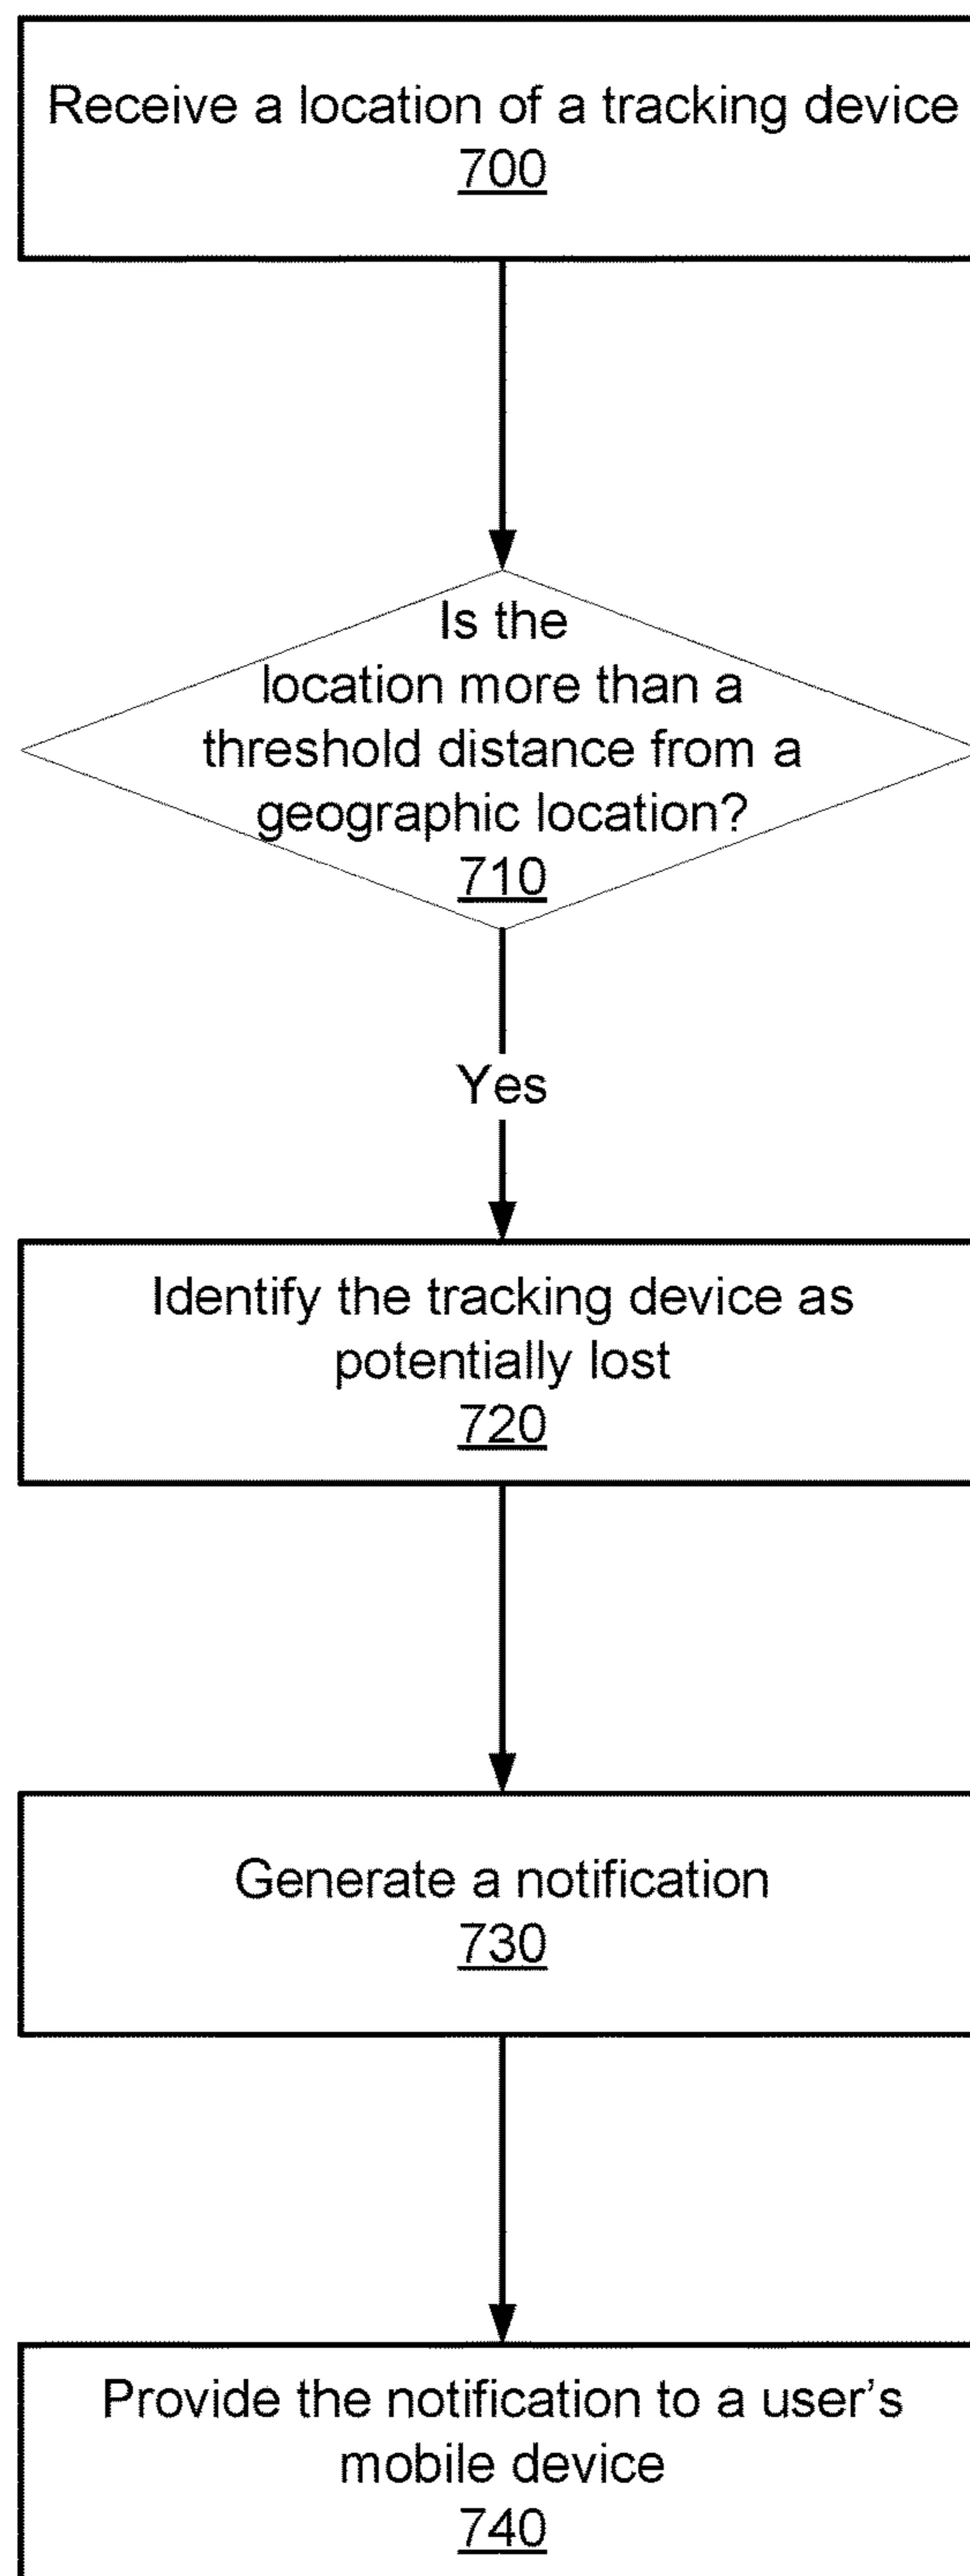 Receive a location of a tracking device
700
Is the
location more than a
threshold distance from a
geographic location?
710
Yes
Identify the tracking device as
potentially lost
720
Generate a notification
730
Provide the notification to a user’s
mobile device
740